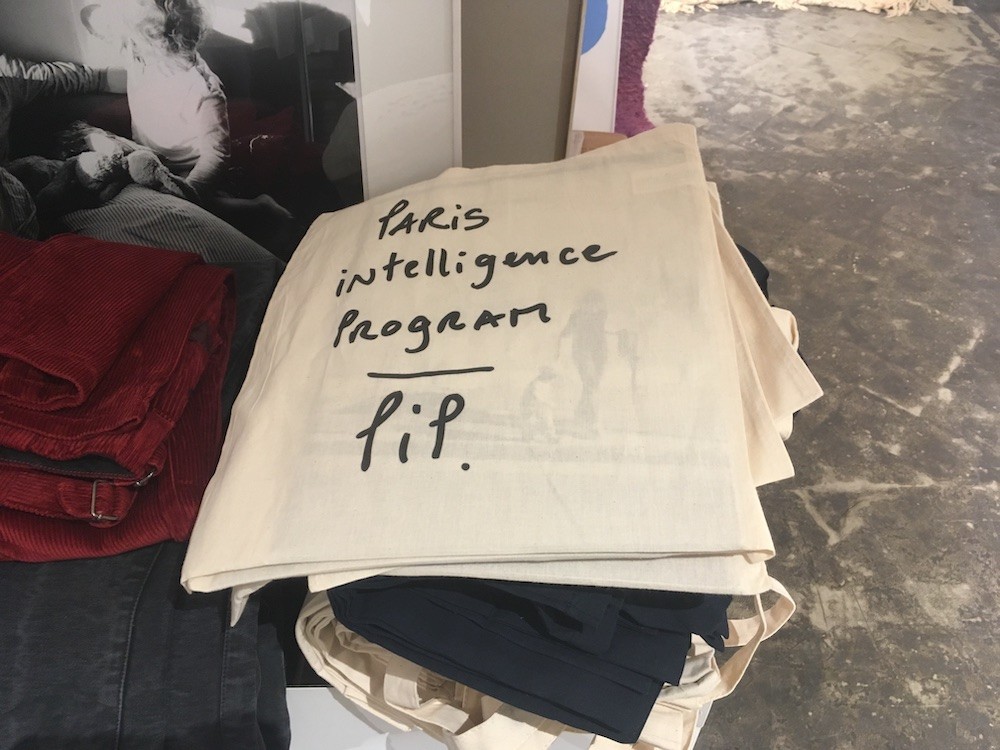 PARiS
iNtelligence
PROGRAM
PiP.